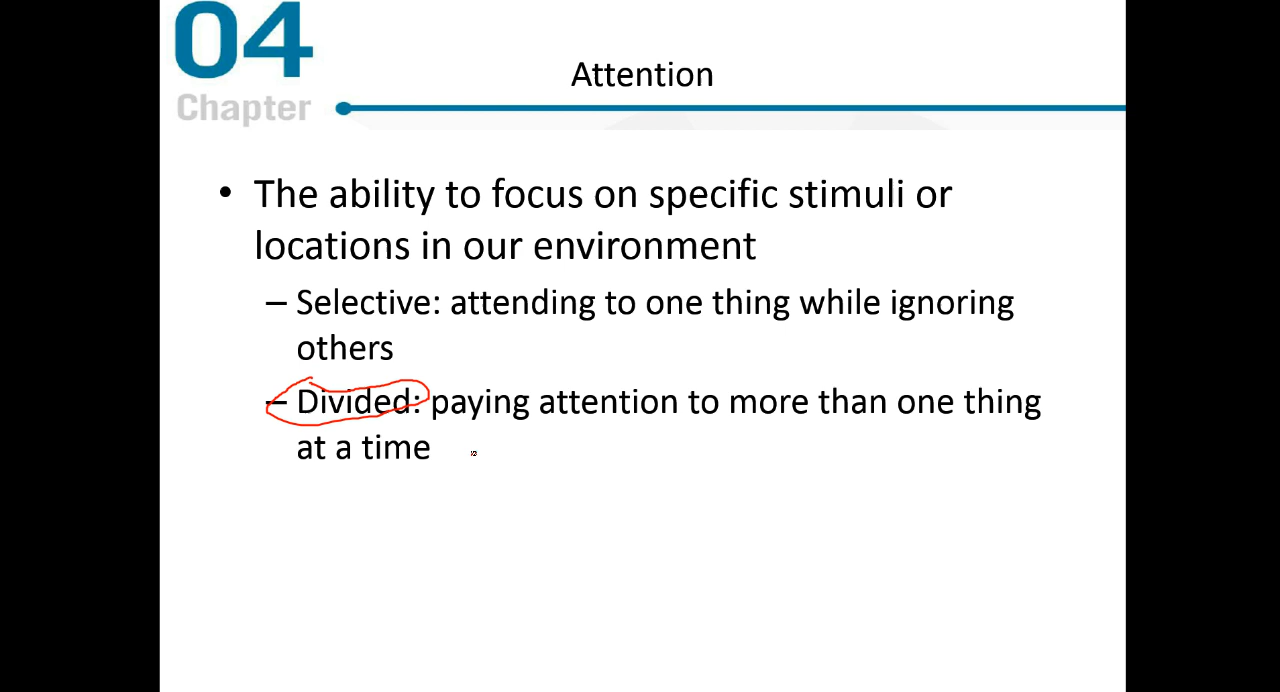 04
Chapter
Attention
• The ability to focus on specific stimuli or
locations in our environment
– Selective: attending to one thing while ignoring
others
– Divided: paying attention to more than one thing
at a time